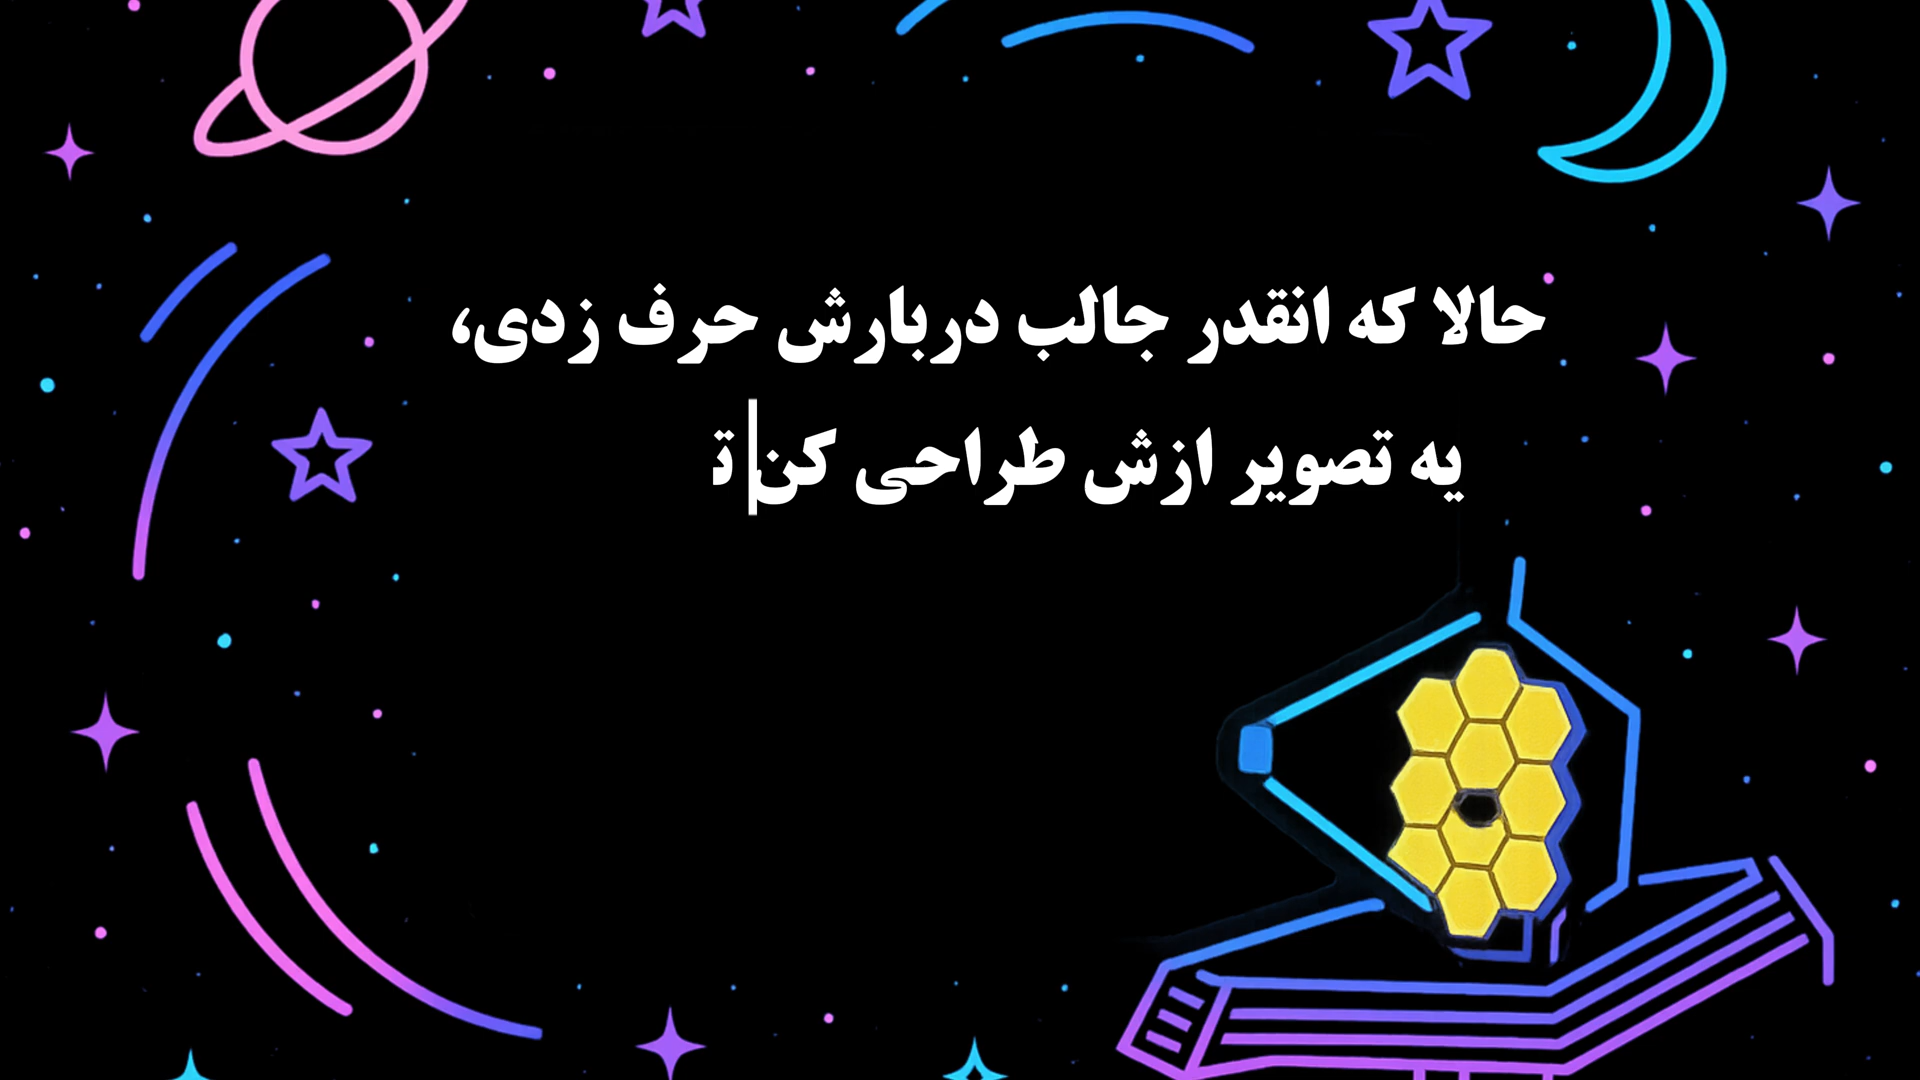 حالا که انقدر جالب دربارش حرف زدی،
یه تصویر ازش طراحی کن ت